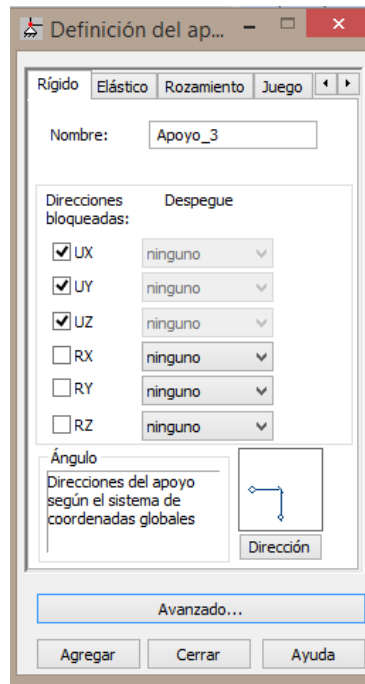 Definición del ap...
Rígido Elástico Rozamiento Juego
Nombre: Apoyo_3
Direcciones bloqueadas: Despegue
UX ninguno
UY ninguno
UZ ninguno
RX ninguno
RY ninguno
RZ ninguno
Ángulo
Direcciones del apoyo
según el sistema de
coordenadas globales
Dirección
Avanzado...
Agregar Cerrar Ayuda